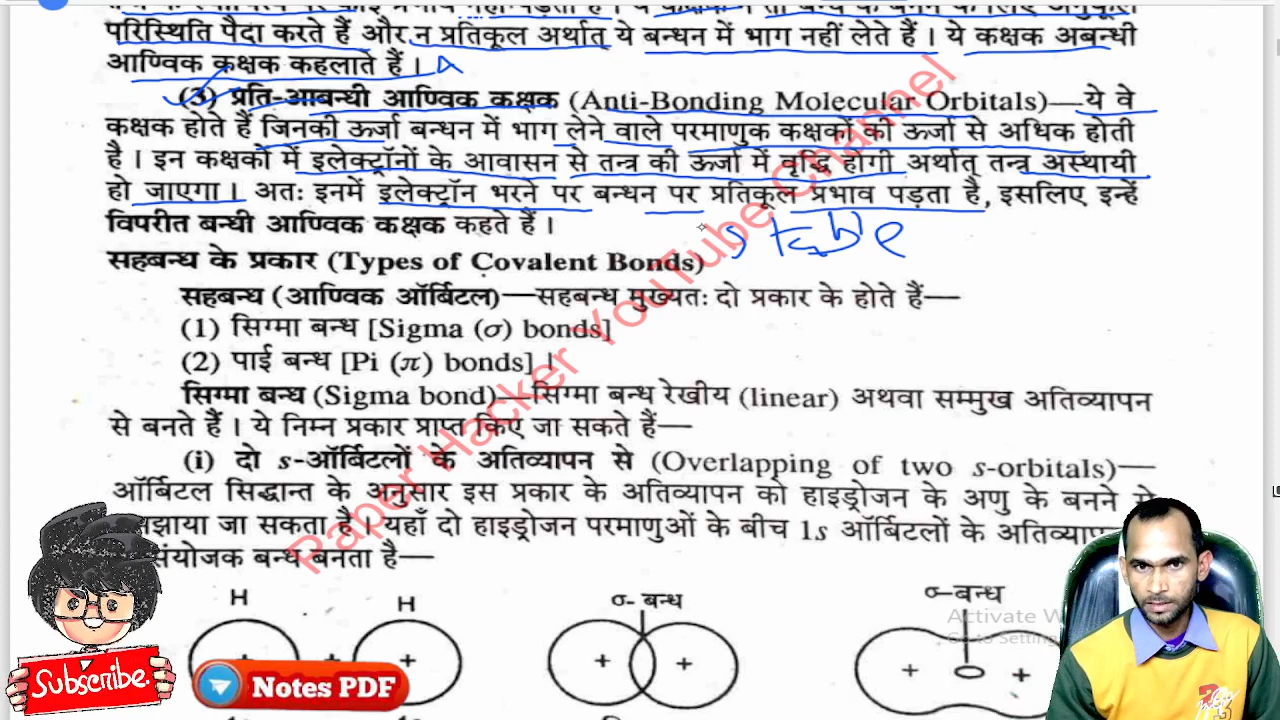 परिस्थिति पैदा करते हैं और न प्रतिकूल अर्थात् ये बन्धन में भाग नहीं लेते हैं। ये कक्षक अबन्धी
आण्विक कक्षक कहलाते हैं।
(3) प्रति-आबन्धी आण्विक कक्षक (Anti-Bonding Molecular Orbitals)—ये वे
कक्षक होते हैं जिनकी ऊर्जा बन्धन में भाग लेने वाले परमाणुक कक्षकों की ऊर्जा से अधिक होती
है। इन कक्षकों में इलेक्ट्रॉनों के आवासन से तन्त्र की ऊर्जा में वृद्धि होगी अर्थात् तन्त्र अस्थायी
हो जाएगा। अतः इनमें इलेक्ट्रॉन भरने पर बन्धन पर प्रतिकूल प्रभाव पड़ता है, इसलिए इन्हें
विपरीत बन्धी आण्विक कक्षक कहते हैं।
stable
सहबन्ध के प्रकार (Types of Covalent Bonds)
सहबन्ध (आण्विक ऑर्बिटल)—सहबन्ध मुख्यतः दो प्रकार के होते हैं—
(1) सिग्मा बन्ध [Sigma (σ) bonds]
(2) पाई बन्ध [Pi (π) bonds]।
सिग्मा बन्ध (Sigma bond)—सिग्मा बन्ध रेखीय (linear) अथवा सम्मुख अतिव्यापन
से बनते हैं। ये निम्न प्रकार प्राप्त किए जा सकते हैं—
(i) दो s-ऑर्बिटलों के अतिव्यापन से (Overlapping of two s-orbitals)—
ऑर्बिटल सिद्धान्त के अनुसार इस प्रकार के अतिव्यापन को हाइड्रोजन के अणु के बनने से
जा सकता है। यहाँ दो हाइड्रोजन परमाणुओं के बीच 1s ऑर्बिटलों के
बन्ध बनता है—
Paper Hacker YouTube Channel
H H σ-बन्ध σ-बन्ध
+ + + + + + +
Activate
Go to Setting
Subscribe.
Notes PDF